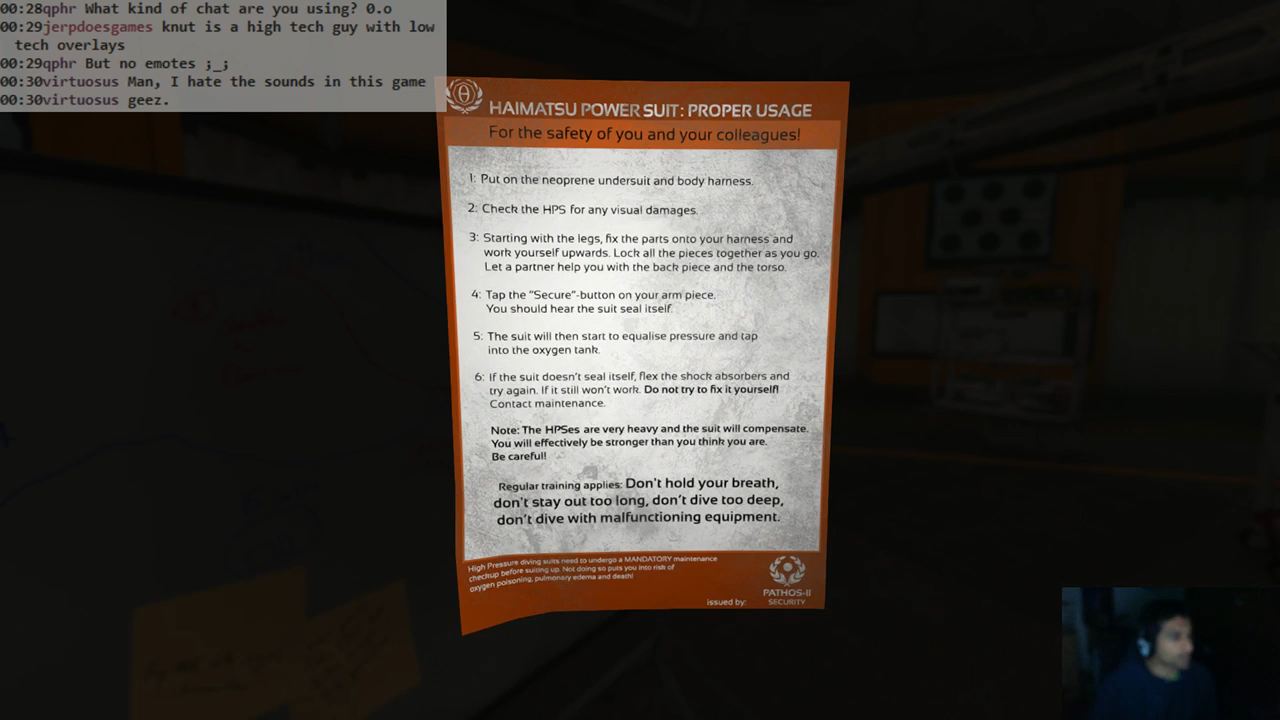 00:28qphr What kind of chat are you using? 0.o
00:29jerpdoesgames knut is a high tech guy with low
tech overlays
00:29qphr But no emotes ;_;
00:30virtuosus Man, I hate the sounds in this game
00:30virtuosus geez.
HAIMATSU POWER SUIT: PROPER USAGE
For the safety of you and your colleagues!
1: Put on the neoprene undersuit and body harness.
2: Check the HPS for any visual damages.
3: Starting with the legs, fix the parts onto your harness and
work yourself upwards. Lock all the pieces together as you go.
Let a partner help you with the back piece and the torso.
4: Tap the "Secure"-button on your arm piece.
You should hear the suit seal itself.
5: The suit will then start to equalise pressure and tap
into the oxygen tank.
6: If the suit doesn't seal itself, flex the shock absorbers and
try again. If it still won't work. Do not try to fix it yourself!
Contact maintenance.
Note: The HPSes are very heavy and the suit will compensate.
You will effectively be stronger than you think you are.
Be careful!
Regular training applies: Don't hold your breath,
don't stay out too long, don't dive too deep,
don't dive with malfunctioning equipment.
High Pressure diving suits need to undergo a MANDATORY maintenance
checkup before suiting up. Not doing so puts you into risk of
oxygen poisoning, pulmonary edema and death!
issued by:
PATHOS-II
SECURITY